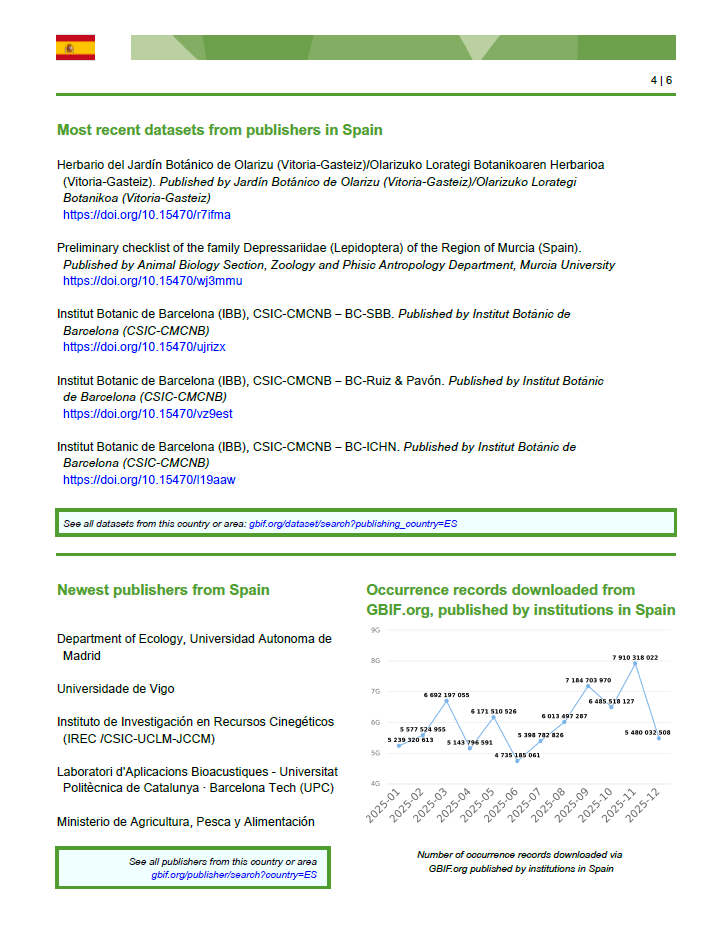 4 | 6
Most recent datasets from publishers in Spain
Herbario del Jardín Botánico de Olarizu (Vitoria-Gasteiz)/Olarizuko Lorategi Botanikoaren Herbarioa
(Vitoria-Gasteiz). Published by Jardín Botánico de Olarizu (Vitoria-Gasteiz)/Olarizuko Lorategi
Botanikoa (Vitoria-Gasteiz)
https://doi.org/10.15470/r7ifma
Preliminary checklist of the family Depressariidae (Lepidoptera) of the Region of Murcia (Spain).
Published by Animal Biology Section, Zoology and Phisic Antropology Department, Murcia University
https://doi.org/10.15470/wj3mmu
Institut Botanic de Barcelona (IBB), CSIC-CMCNB – BC-SBB. Published by Institut Botànic de
Barcelona (CSIC-CMCNB)
https://doi.org/10.15470/ujrizx
Institut Botanic de Barcelona (IBB), CSIC-CMCNB – BC-Ruiz & Pavón. Published by Institut Botànic
de Barcelona (CSIC-CMCNB)
https://doi.org/10.15470/vz9est
Institut Botanic de Barcelona (IBB), CSIC-CMCNB – BC-ICHN. Published by Institut Botànic de
Barcelona (CSIC-CMCNB)
https://doi.org/10.15470/l19aaw
See all datasets from this country or area: gbif.org/dataset/search?publishing_country=ES
Newest publishers from Spain
Department of Ecology, Universidad Autonoma de
Madrid
Universidade de Vigo
Instituto de Investigación en Recursos Cinegéticos
(IREC /CSIC-UCLM-JCCM)
Laboratori d'Aplicacions Bioacustiques - Universitat
Politècnica de Catalunya · Barcelona Tech (UPC)
Ministerio de Agricultura, Pesca y Alimentación
See all publishers from this country or area
gbif.org/publisher/search?country=ES
Occurrence records downloaded from
GBIF.org, published by institutions in Spain
9G
8G
7G
6G
5G
4G
5 239 320 613
5 577 524 955
6 692 197 055
5 143 796 591
6 171 510 526
4 735 185 061
5 398 782 826
6 013 497 287
7 184 703 970
6 485 518 127
7 910 318 022
5 480 032 508
2025-01
2025-02
2025-03
2025-04
2025-05
2025-06
2025-07
2025-08
2025-09
2025-10
2025-11
2025-12
Number of occurrence records downloaded via
GBIF.org published by institutions in Spain